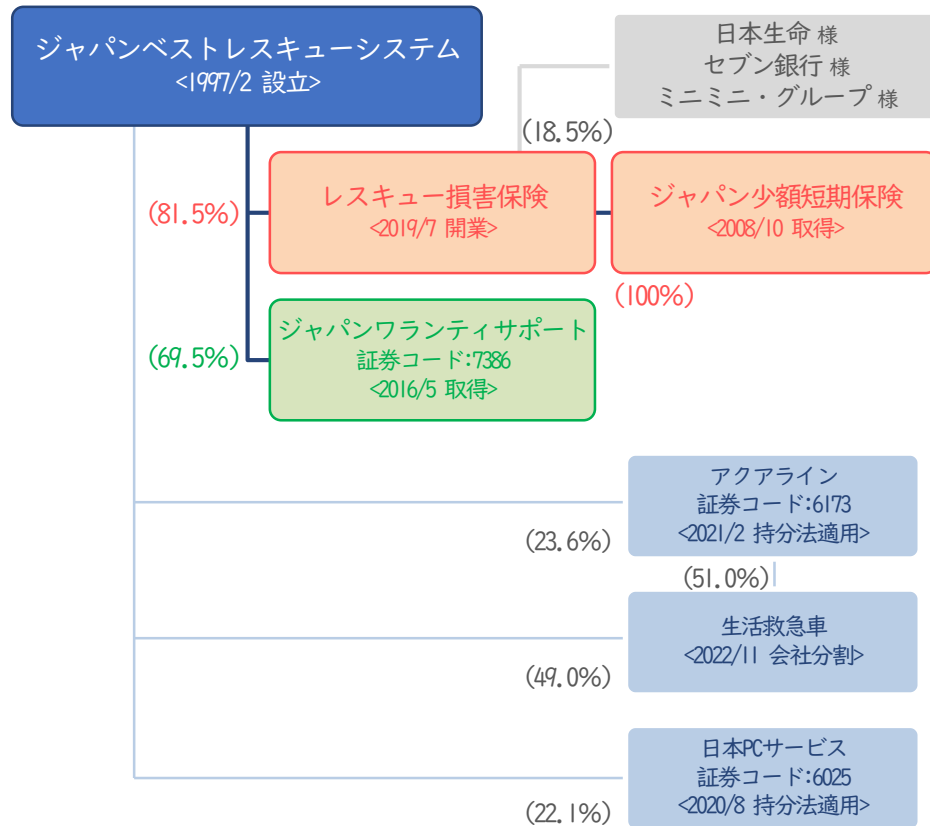 ジャパンベストレスキューシステム
<1997/2 設立>
日本生命 様
セブン銀行 様
ミニミニ・グループ 様
(18.5%)
(81.5%)
レスキュー損害保険
<2019/7 開業>
ジャパン少額短期保険
<2008/10 取得>
(100%)
(69.5%)
ジャパンワランティサポート
証券コード:7386
<2016/5 取得>
アクアライン
証券コード:6173
<2021/2 持分法適用>
(23.6%)
(51.0%)
生活救急車
<2022/11 会社分割>
(49.0%)
日本PCサービス
証券コード:6025
<2020/8 持分法適用>
(22.1%)